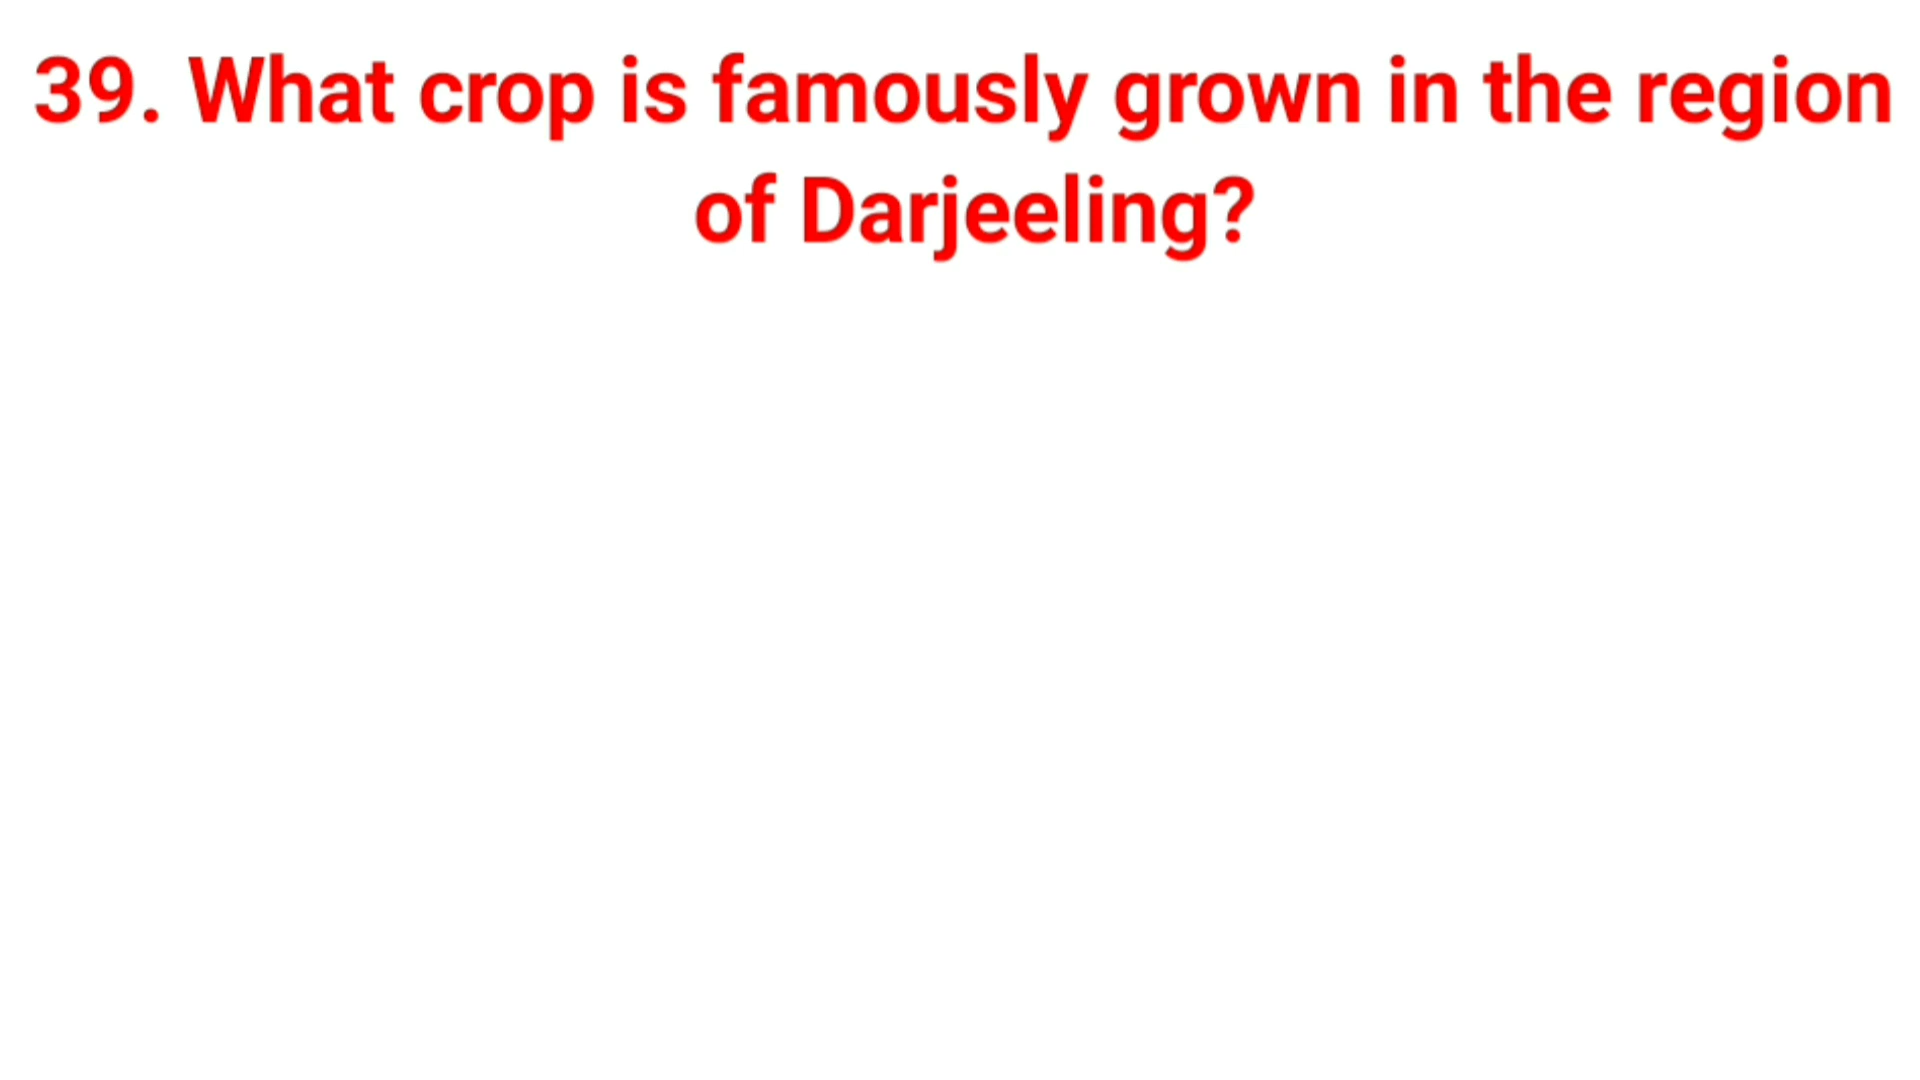 39. What crop is famously grown in the region
of Darjeeling?